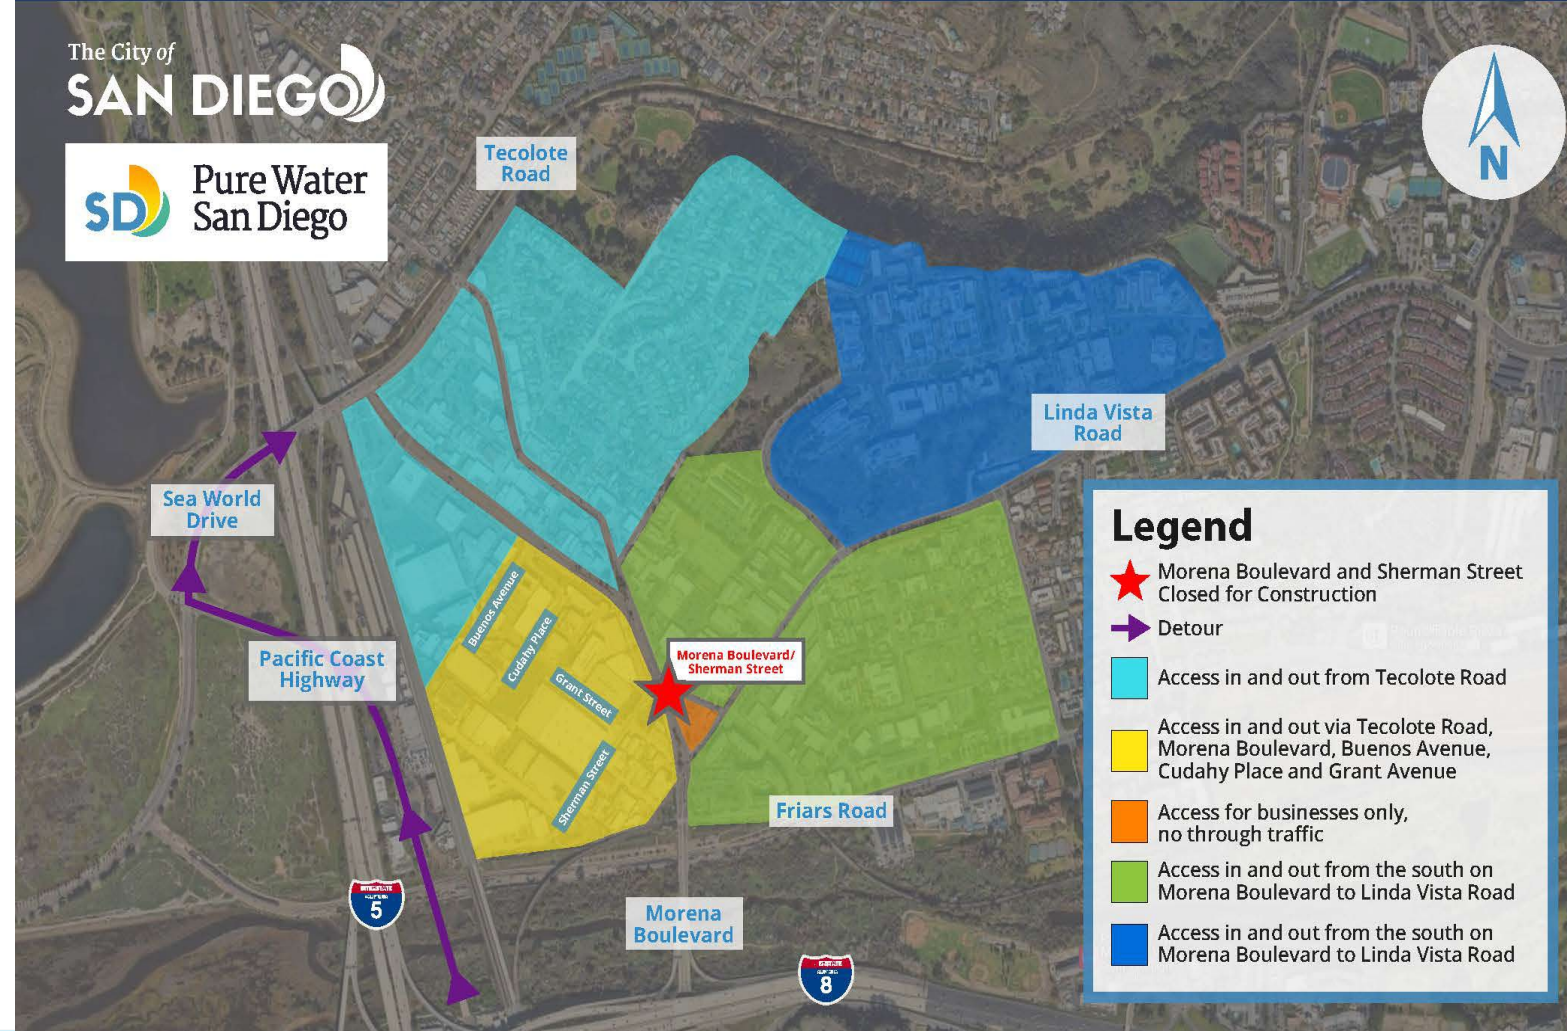 The City of
SAN DIEGO
SD
Pure Water
San Diego
Tecolote
Road
N
Linda Vista
Road
Sea World
Drive
Pacific Coast
Highway
Buenos Avenue
Cudahy Place
Grant Street
Sherman Street
Morena Boulevard/
Sherman Street
Friars Road
Morena
Boulevard
INTERSTATE
CALIFORNIA
5
INTERSTATE
CALIFORNIA
8
Legend
Morena Boulevard and Sherman Street
Closed for Construction
Detour
Access in and out from Tecolote Road
Access in and out via Tecolote Road,
Morena Boulevard, Buenos Avenue,
Cudahy Place and Grant Avenue
Access for businesses only,
no through traffic
Access in and out from the south on
Morena Boulevard to Linda Vista Road
Access in and out from the south on
Morena Boulevard to Linda Vista Road